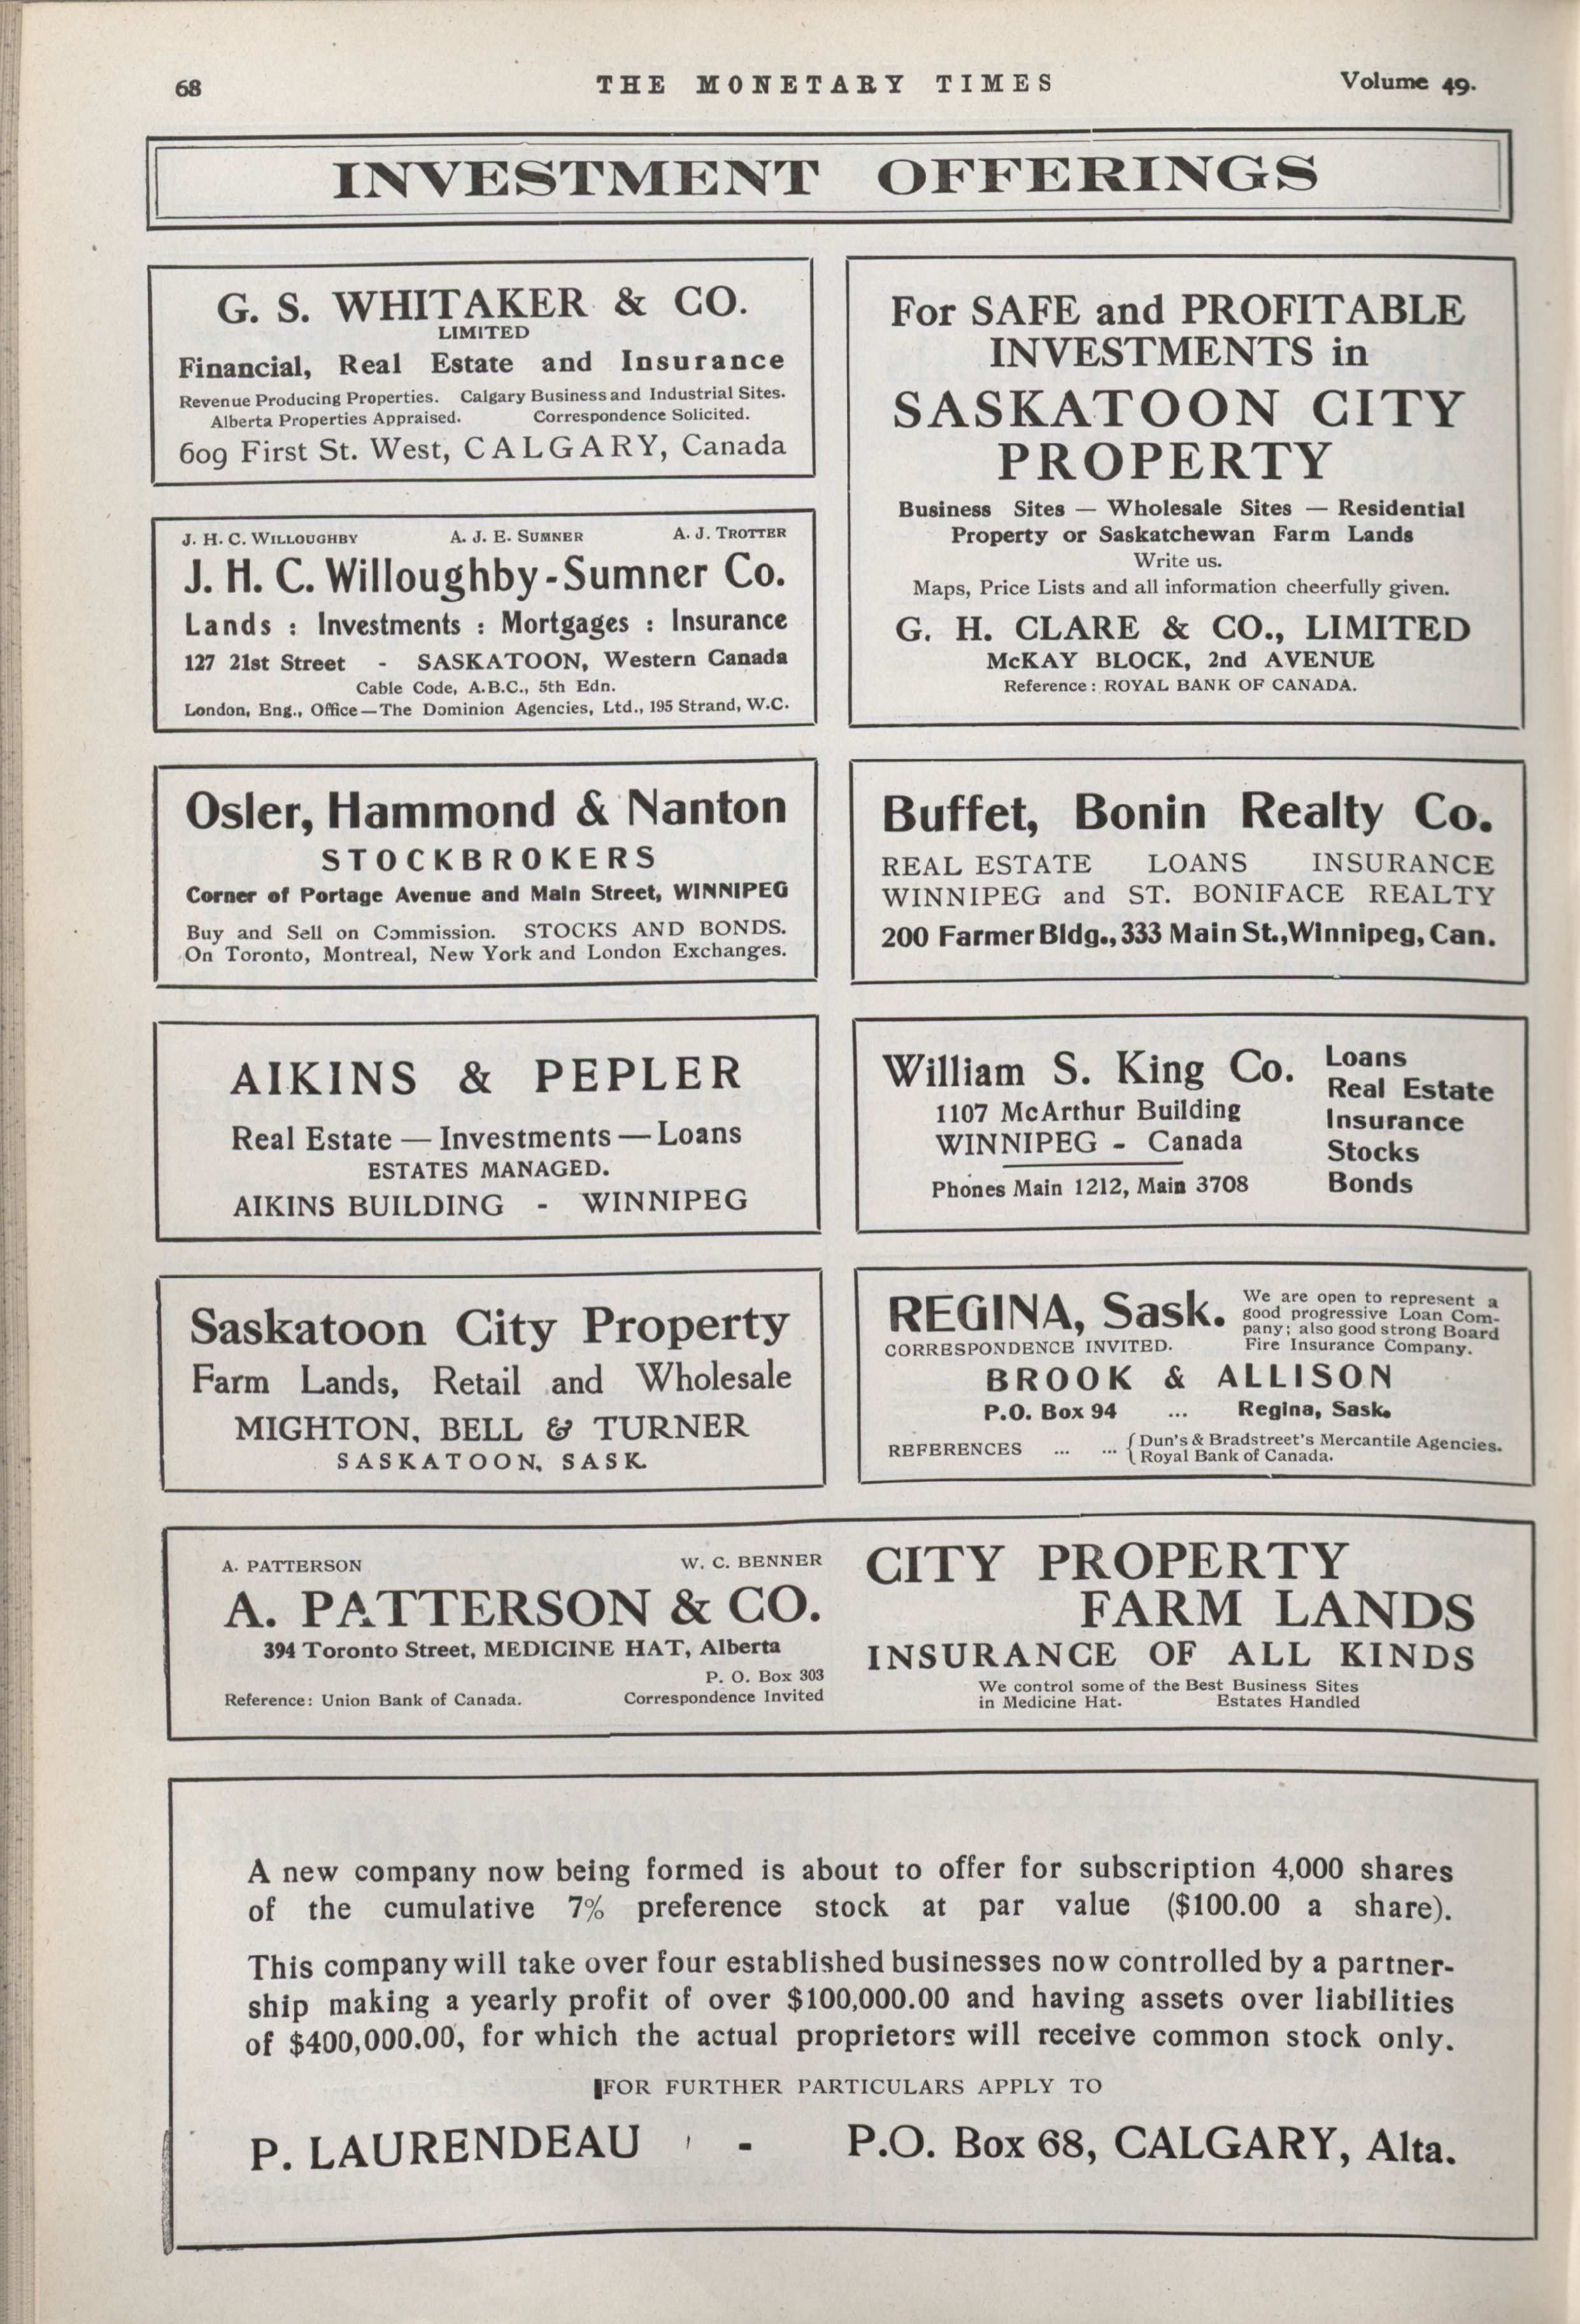 68
THE MONETARY TIMES
Volume 49.
INVESTMENT OFFERINGS
G. S. WHITAKER & CO.
LIMITED
Financial, Real Estate and Insurance
Revenue Producing Properties. Calgary Business and Industrial Sites.
Alberta Properties Appraised. Correspondence Solicited.
609 First St. West, CALGARY, Canada
J. H. C. WILLOUGHBY A. J. E. SUMNER A. J. TROTTER
J. H. C. Willoughby-Sumner Co.
Lands : Investments : Mortgages : Insurance
127 21st Street - SASKATOON, Western Canada
Cable Code, A.B.C., 5th Edn.
London, Eng., Office—The Dominion Agencies, Ltd., 195 Strand, W.C.
For SAFE and PROFITABLE
INVESTMENTS in
SASKATOON CITY
PROPERTY
Business Sites — Wholesale Sites — Residential
Property or Saskatchewan Farm Lands
Write us.
Maps, Price Lists and all information cheerfully given.
G. H. CLARE & CO., LIMITED
McKAY BLOCK, 2nd AVENUE
Reference: ROYAL BANK OF CANADA.
Osler, Hammond & Nanton
STOCKBROKERS
Corner of Portage Avenue and Main Street, WINNIPEG
Buy and Sell on Commission. STOCKS AND BONDS.
On Toronto, Montreal, New York and London Exchanges.
Buffet, Bonin Realty Co.
REAL ESTATE LOANS INSURANCE
WINNIPEG and ST. BONIFACE REALTY
200 Farmer Bldg., 333 Main St., Winnipeg, Can.
AIKINS & PEPLER
Real Estate — Investments — Loans
ESTATES MANAGED.
AIKINS BUILDING - WINNIPEG
William S. King Co.
1107 McArthur Building
WINNIPEG - Canada
Phones Main 1212, Main 3708
Loans
Real Estate
Insurance
Stocks
Bonds
Saskatoon City Property
Farm Lands, Retail and Wholesale
MIGHTON, BELL & TURNER
SASKATOON, SASK.
REGINA, Sask.
CORRESPONDENCE INVITED.
We are open to represent a
good progressive Loan Com-
pany; also good strong Board
Fire Insurance Company.
BROOK & ALLISON
P.O. Box 94 ... Regina, Sask.
REFERENCES ... ... { Dun's & Bradstreet's Mercantile Agencies.
Royal Bank of Canada.
A. PATTERSON W. C. BENNER
A. PATTERSON & CO.
394 Toronto Street, MEDICINE HAT, Alberta
P. O. Box 303
Reference: Union Bank of Canada. Correspondence Invited
CITY PROPERTY
FARM LANDS
INSURANCE OF ALL KINDS
We control some of the Best Business Sites
in Medicine Hat. Estates Handled
A new company now being formed is about to offer for subscription 4,000 shares
of the cumulative 7% preference stock at par value ($100.00 a share).
This company will take over four established businesses now controlled by a partner-
ship making a yearly profit of over $100,000.00 and having assets over liabilities
of $400,000.00, for which the actual proprietors will receive common stock only.
FOR FURTHER PARTICULARS APPLY TO
P. LAURENDEAU - P.O. Box 68, CALGARY, Alta.